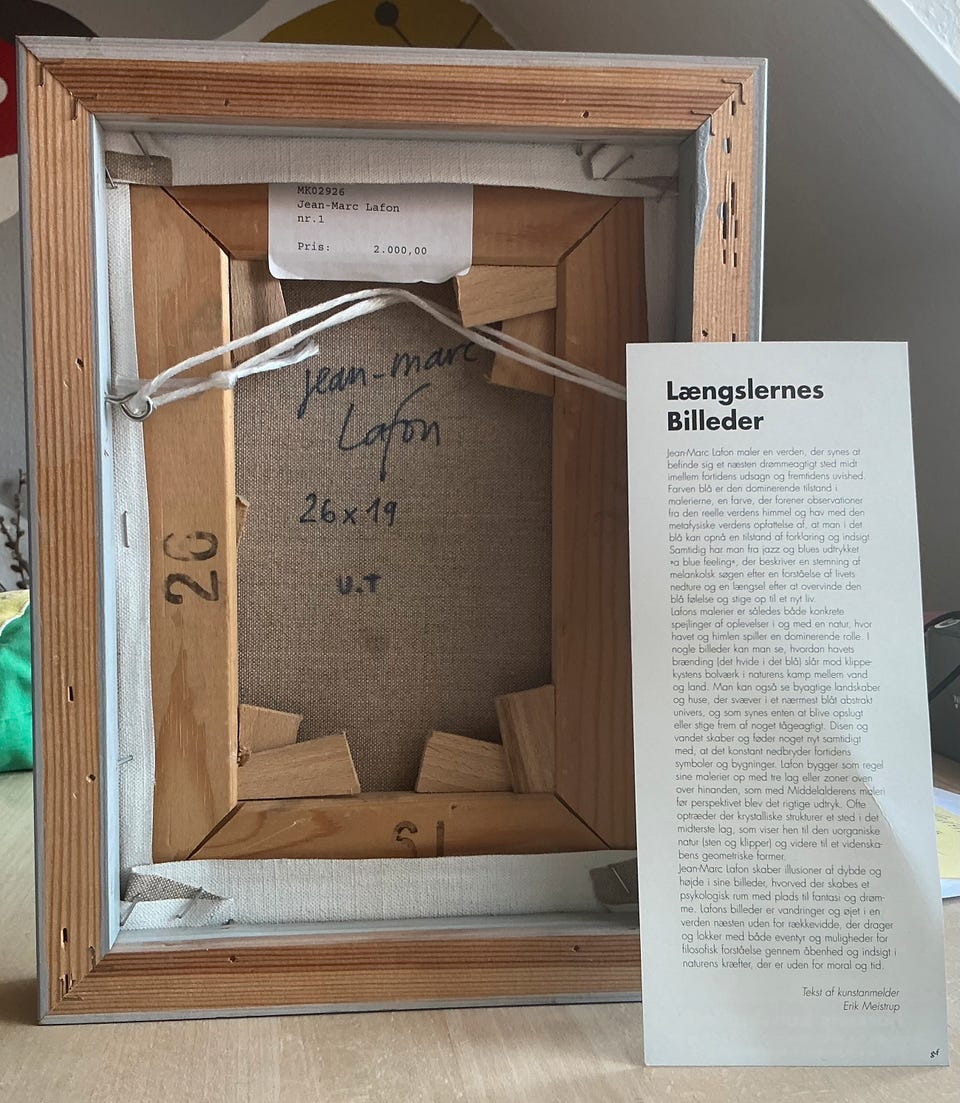 MK02926
Jean-Marc Lafon
nr.1
Pris: 2.000,00
jean-marc
Lafon
26x19
U.T
26
19
Længslernes
Billeder
Jean-Marc Lafon maler en verden, der synes at
befinde sig et næsten drømmeagtigt sted midt
imellem fortidens udsagn og fremtidens uvished.
Farven blå er den dominerende tilstand i
malerierne, en farve, der forener observationer
fra den reelle verdens himmel og hav med den
metafysiske verdens opfattelse af, at man i det
blå kan opnå en tilstand af forklaring og indsigt.
Samtidig har man fra jazz og blues udtrykket
»a blue feeling«, der beskriver en stemning af
melankolsk søgen efter en forståelse af livets
nedture og en længsel efter at overvinde den
blå følelse og stige op til et nyt liv.
Lafons malerier er således både konkrete
spejlinger af oplevelser i og med en natur, hvor
havet og himlen spiller en dominerende rolle. I
nogle billeder kan man se, hvordan havets
brænding (det hvide i det blå) slår mod klippe-
kystens bolværk i naturens kamp mellem vand
og land. Man kan også se byagtige landskaber
og huse, der svæver i et nærmest blåt abstrakt
univers, og som synes enten at blive opslugt
eller stige frem af noget tågeagtigt. Disen og
vandet skaber og føder noget nyt samtidigt
med, at det konstant nedbryder fortidens
symboler og bygninger. Lafon bygger som regel
sine malerier op med tre lag eller zoner oven
over hinanden, som med Middelalderens maleri
før perspektivet blev det rigtige udtryk. Ofte
optræder der krystalliske strukturer et sted i det
midterste lag, som viser hen til den uorganiske
natur (sten og klipper) og videre til et videnska-
bens geometriske former.
Jean-Marc Lafon skaber illusioner af dybde og
højde i sine billeder, hvorved der skabes et
psykologisk rum med plads til fantasi og drøm-
me. Lafons billeder er vandringer og øjet i en
verden næsten uden for rækkevidde, der drager
og lokker med både eventyr og muligheder for
filosofisk forståelse gennem åbenhed og indsigt i
naturens kræfter, der er uden for moral og tid.
Tekst af kunstanmelder
Erik Meistrup